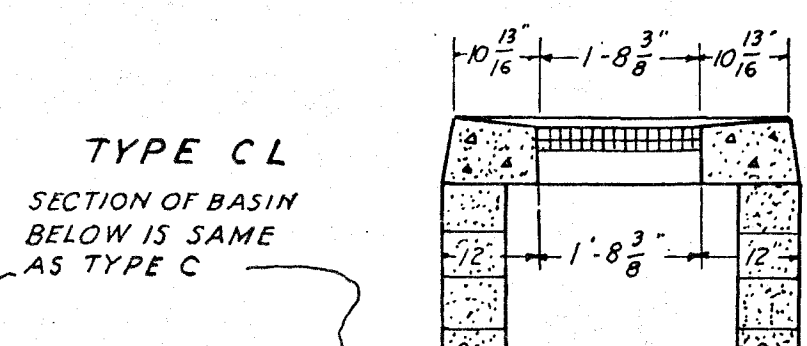 10 13/16" 1'-8 3/8" 10 13/16"
TYPE CL
SECTION OF BASIN
BELOW IS SAME
AS TYPE C
12" 1'-8 3/8" 12"